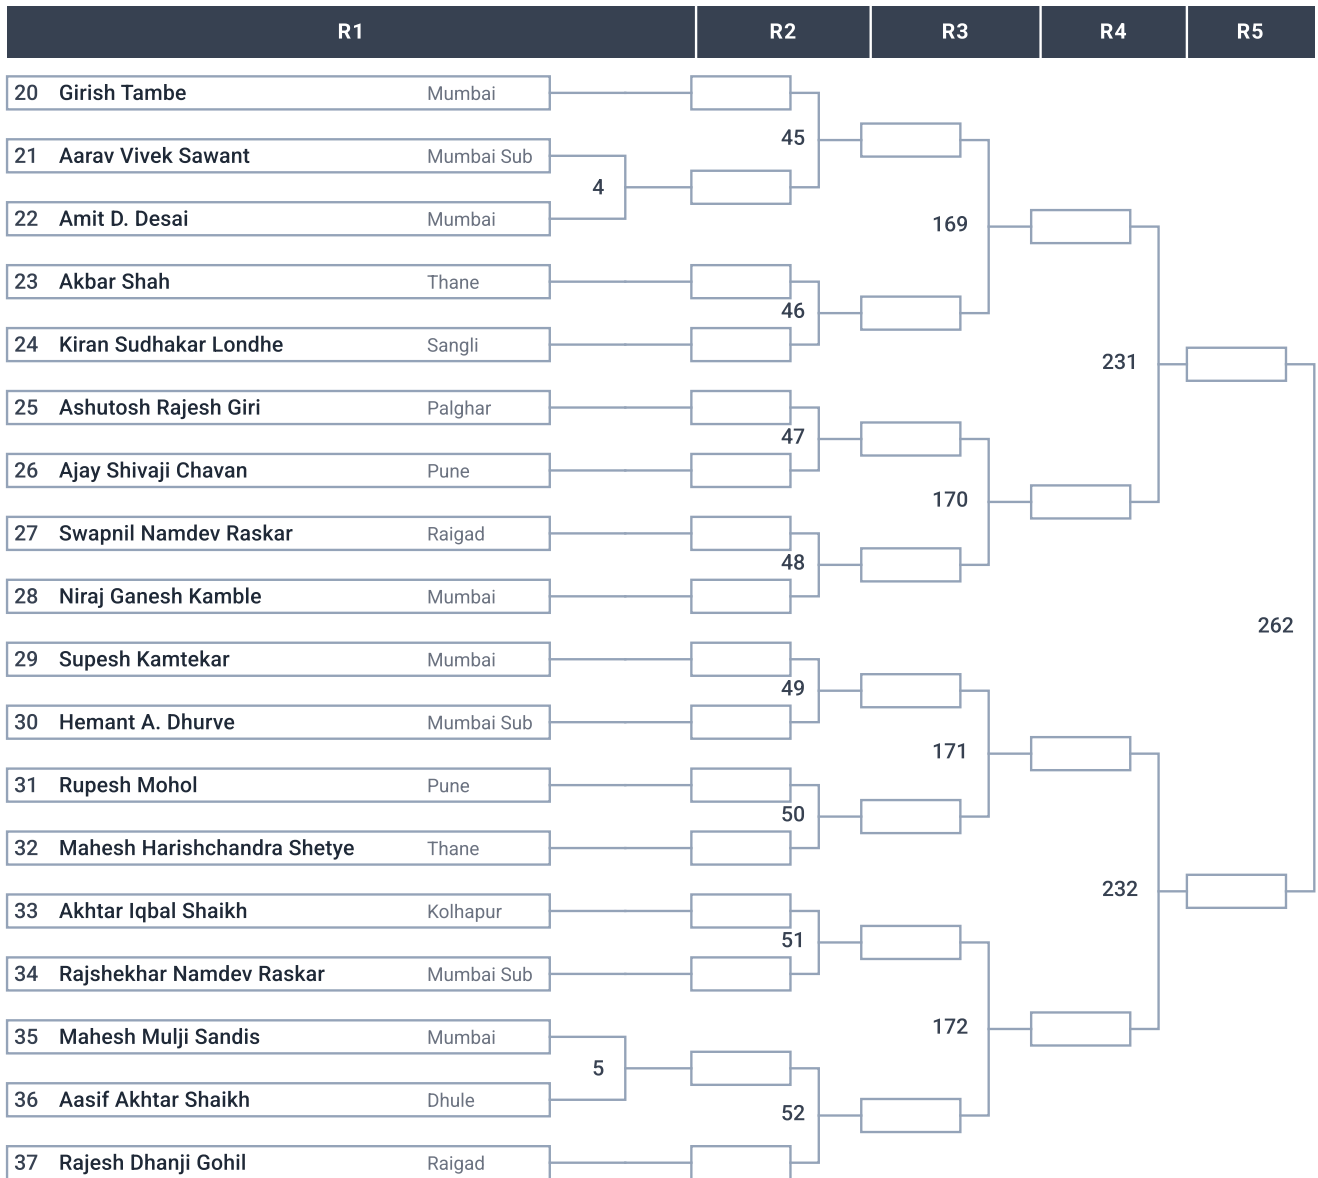 R1 R2 R3 R4 R5
20 Girish Tambe Mumbai
45
21 Aarav Vivek Sawant Mumbai Sub
4
22 Amit D. Desai Mumbai
169
23 Akbar Shah Thane
46
24 Kiran Sudhakar Londhe Sangli
231
25 Ashutosh Rajesh Giri Palghar
47
26 Ajay Shivaji Chavan Pune
170
27 Swapnil Namdev Raskar Raigad
48
28 Niraj Ganesh Kamble Mumbai
262
29 Supesh Kamtekar Mumbai
49
30 Hemant A. Dhurve Mumbai Sub
171
31 Rupesh Mohol Pune
50
32 Mahesh Harishchandra Shetye Thane
232
33 Akhtar Iqbal Shaikh Kolhapur
51
34 Rajshekhar Namdev Raskar Mumbai Sub
172
35 Mahesh Mulji Sandis Mumbai
5
36 Aasif Akhtar Shaikh Dhule
52
37 Rajesh Dhanji Gohil Raigad